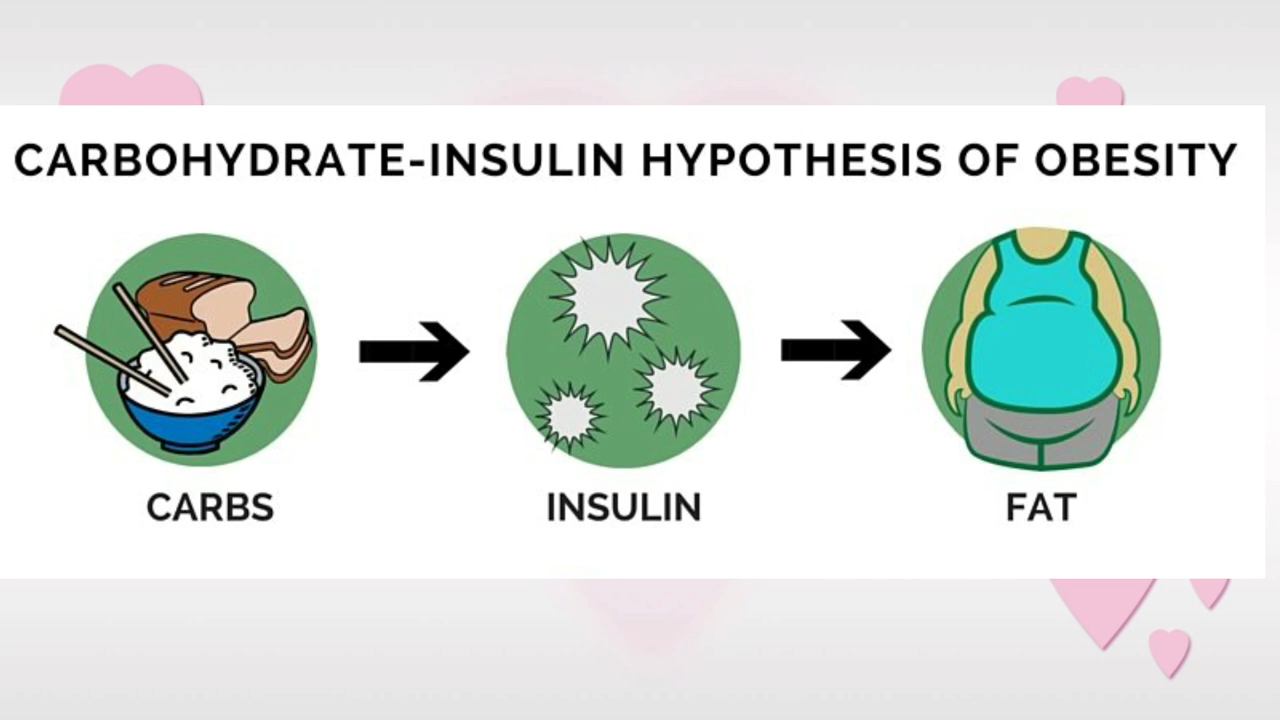 CARBOHYDRATE-INSULIN HYPOTHESIS OF OBESITY
CARBS
INSULIN
FAT